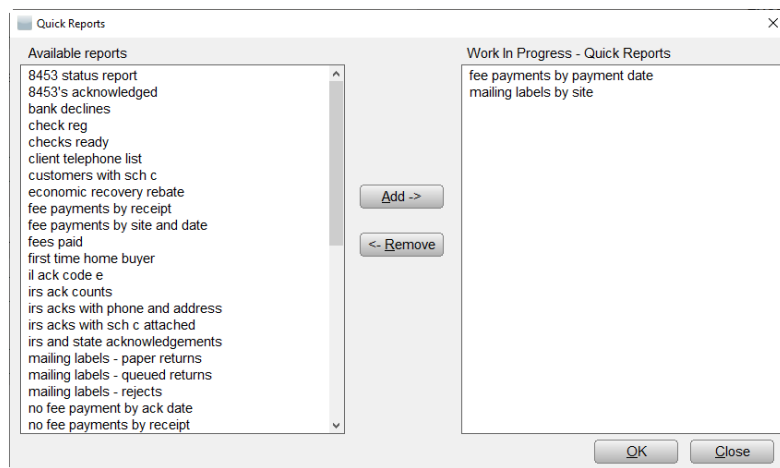 Quick Reports
Available reports
8453 status report
8453's acknowledged
bank declines
check reg
checks ready
client telephone list
customers with sch c
economic recovery rebate
fee payments by receipt
fee payments by site and date
fees paid
first time home buyer
il ack code e
irs ack counts
irs acks with phone and address
irs acks with sch c attached
irs and state acknowledgements
mailing labels - paper returns
mailing labels - queued returns
mailing labels - rejects
no fee payment by ack date
no fee payments by receipt
Add ->
<- Remove
Work In Progress - Quick Reports
fee payments by payment date
mailing labels by site
OK
Close